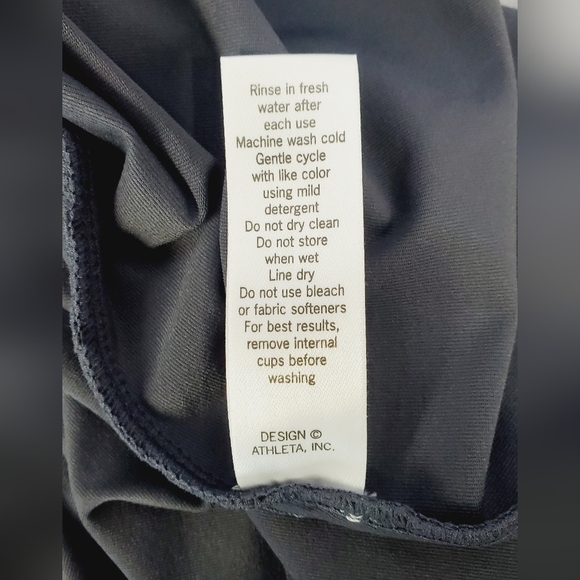 Rinse in fresh
water after
each use
Machine wash cold
Gentle cycle
with like color
using mild
detergent
Do not dry clean
Do not store
when wet
Line dry
Do not use bleach
or fabric softeners
For best results,
remove internal
cups before
washing
DESIGN ©
ATHLETA, INC.